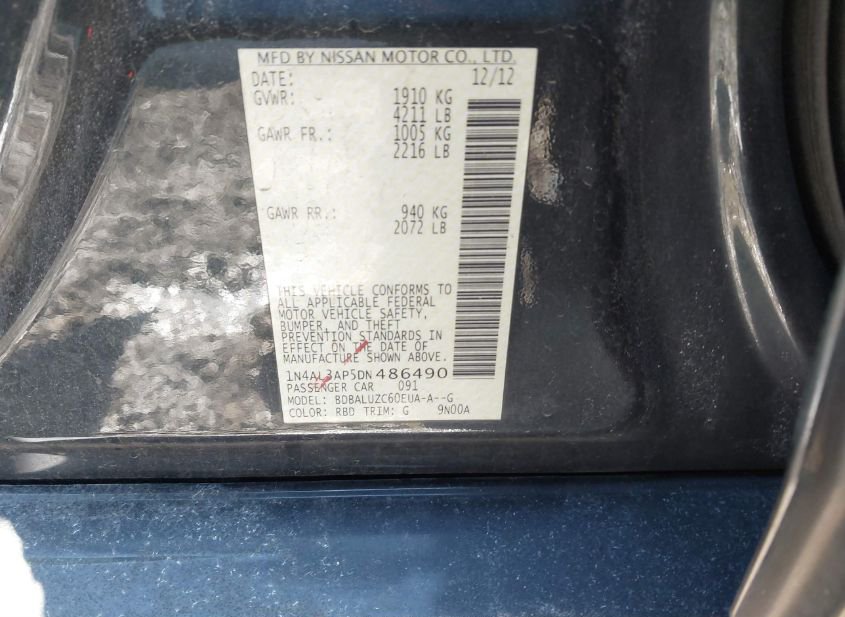 MFD BY NISSAN MOTOR CO., LTD.
DATE: 12/12
GVWR: 1910 KG
4211 LB
GAWR FR.: 1005 KG
2216 LB
GAWR RR.: 940 KG
2072 LB
THIS VEHICLE CONFORMS TO
ALL APPLICABLE FEDERAL
MOTOR VEHICLE SAFETY,
BUMPER, AND THEFT
PREVENTION STANDARDS IN
EFFECT ON THE DATE OF
MANUFACTURE SHOWN ABOVE.
1N4AL3AP5DN486490
PASSENGER CAR 091
MODEL: BDBALUZC60EUA-A--G
COLOR: RBD TRIM: G 9N00A